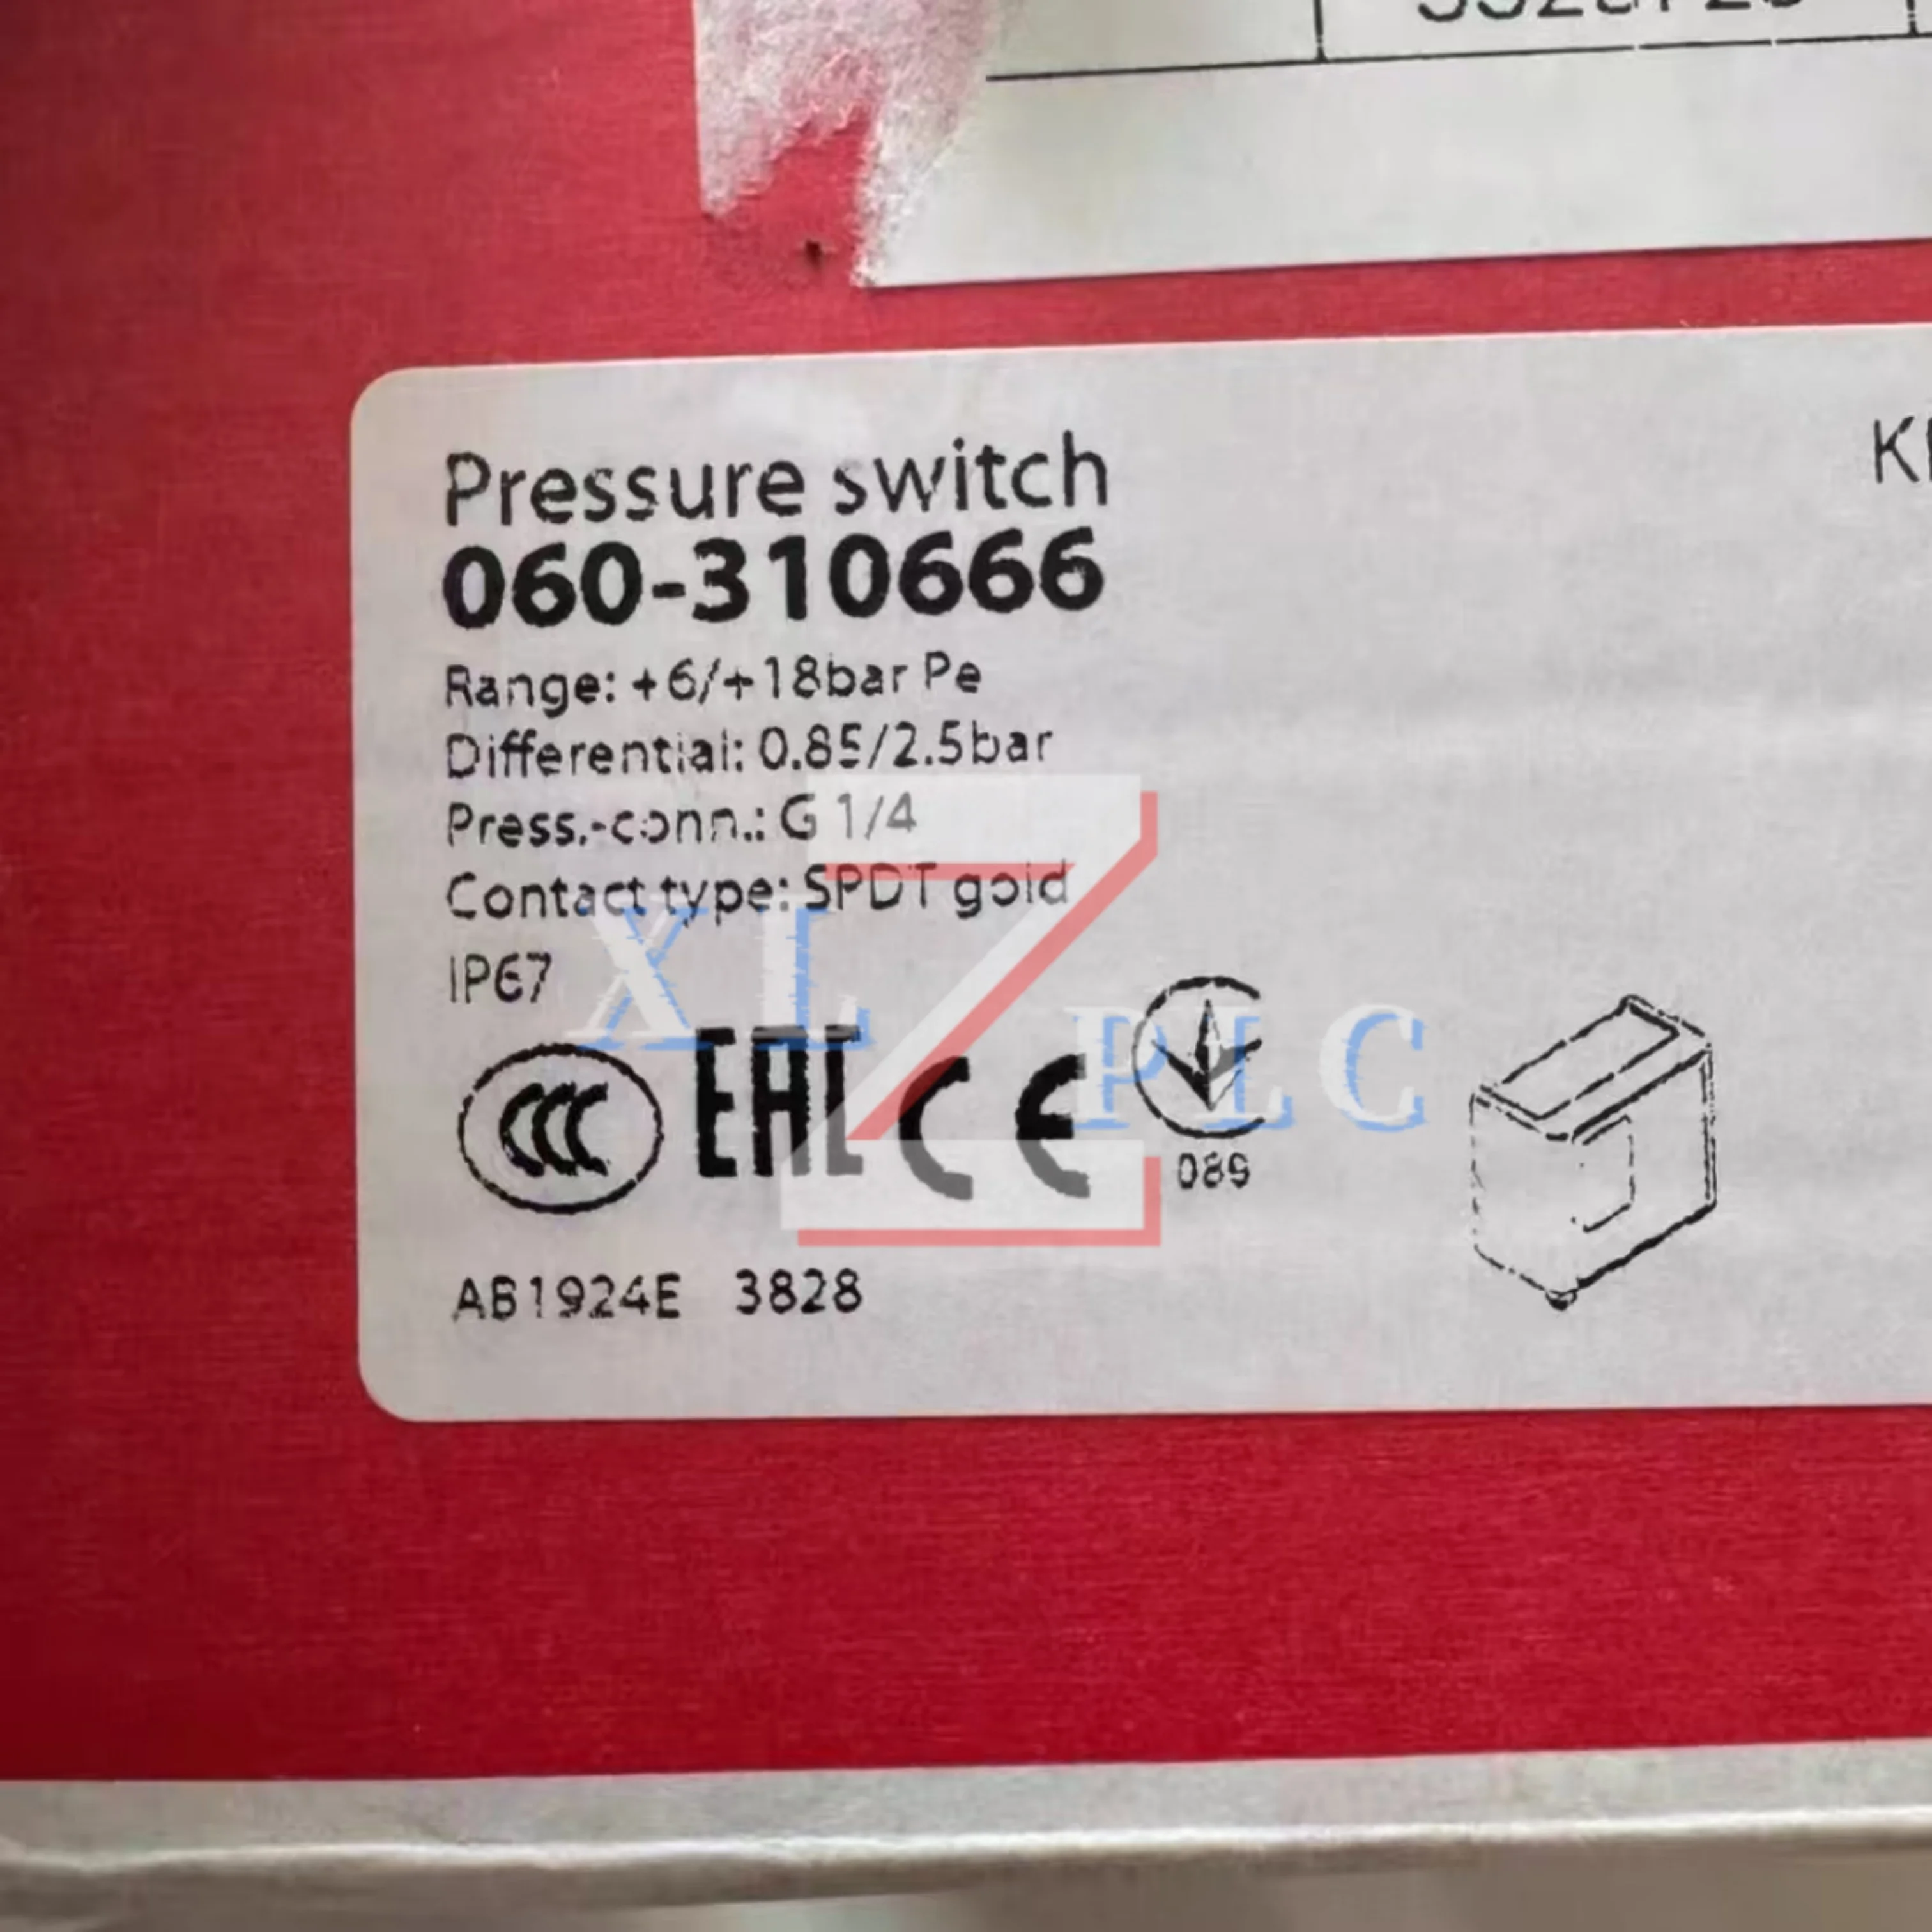 Pressure switch
060-310666
Range: +6/+18bar Pe
Differential: 0.85/2.5bar
Press.-conn.: G 1/4
Contact type: SPDT gold
IP67
XLZ PLC
CCC EAC CE
089
AB1924E 3828